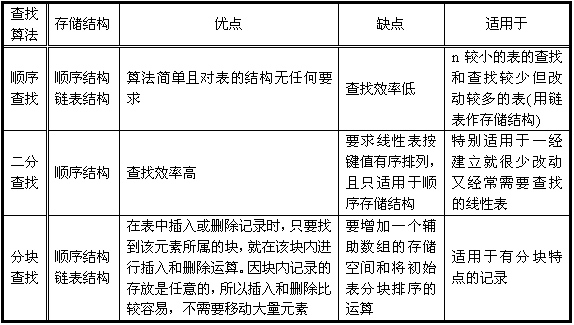 查找
算法
存储结构
优点
缺点
适用于
顺序
查找
顺序结构
链表结构
算法简单且对表的结构无任何要
求
查找效率低
n 较小的表的查找
和查找较少但改
动较多的表(用链
表作存储结构)
二分
查找
顺序结构
查找效率高
要求线性表按
键值有序排列,
且只适用于顺
序存储结构
特别适用于一经
建立就很少改动
又经常需要查找
的线性表
分块
查找
顺序结构
链表结构
在表中插入或删除记录时,只要找
到该元素所属的块,就在该块内进
行插入和删除运算。因块内记录的
存放是任意的,所以插入和删除比
较容易,不需要移动大量元素
要增加一个辅
助数组的存储
空间和将初始
表分块排序的
运算
适用于有分块特
点的记录